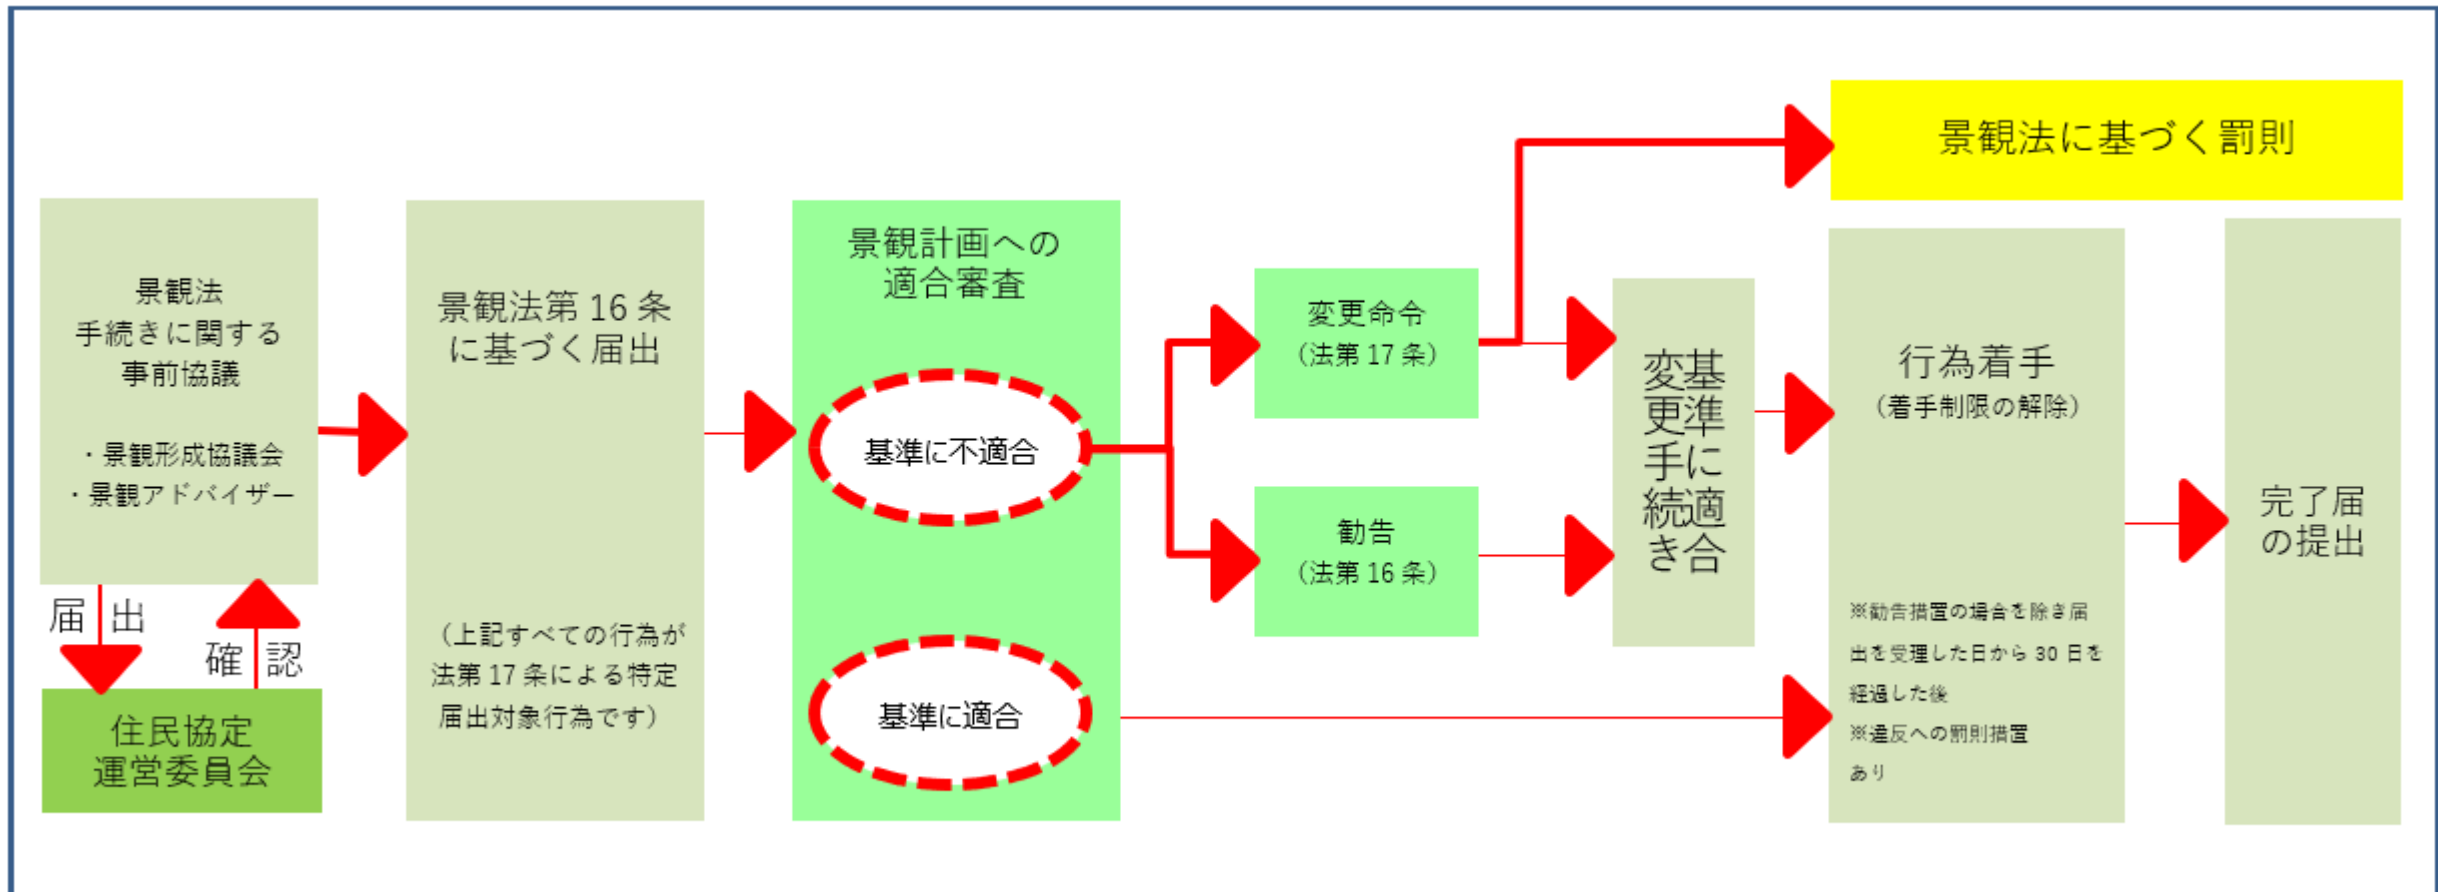 景観法
手続きに関する
事前協議
・景観形成協議会
・景観アドバイザー
届出
確認
住民協定
運営委員会
景観法第 16 条
に基づく届出
（上記すべての行為が
法第 17 条による特定
届出対象行為です）
景観計画への
適合審査
基準に不適合
基準に適合
変更命令
（法第 17 条）
勧告
（法第 16 条）
基準に適合
変更手続き
景観法に基づく罰則
行為着手
（着手制限の解除）
※勧告措置の場合を除き届
出を受理した日から 30 日を
経過した後
※違反への罰則措置
あり
完了届
の提出